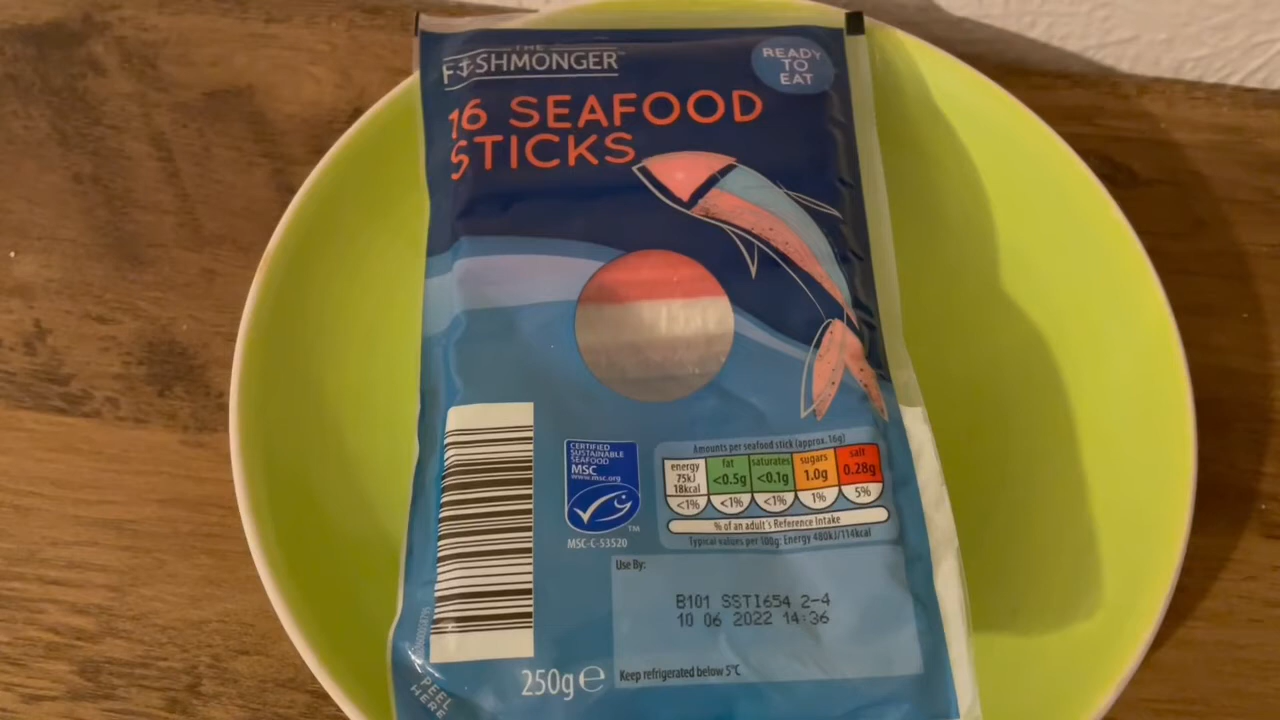 THE
FISHMONGER™
READY
TO
EAT
16 SEAFOOD
STICKS
CERTIFIED
SUSTAINABLE
SEAFOOD
MSC
www.msc.org
TM
MSC-C-53520
Amounts per seafood stick (approx.16g)
energy
75kJ
18kcal
<1%
fat
<0.5g
<1%
saturates
<0.1g
<1%
sugars
1.0g
1%
salt
0.28g
5%
% of an adult's Reference Intake
Typical values per 100g: Energy 480kJ/114kcal
Use By:
B101 SSTI654 2-4
10 06 2022 14:36
Keep refrigerated below 5°C
250g e
PEEL
HERE